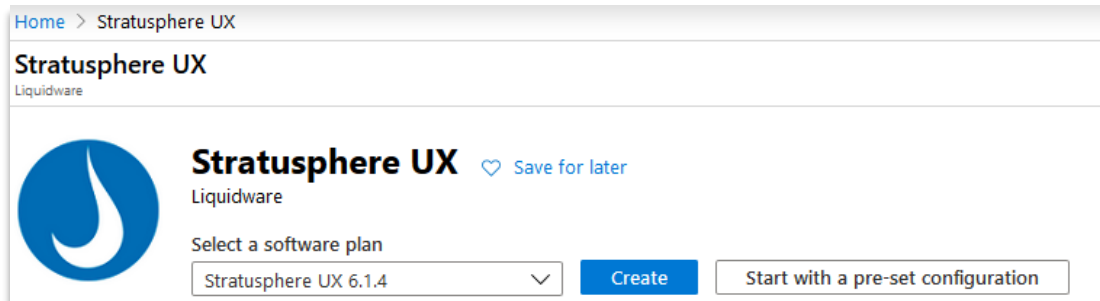 Home > Stratusphere UX
Stratusphere UX
Liquidware
Stratusphere UX Save for later
Liquidware
Select a software plan
Stratusphere UX 6.1.4 Create Start with a pre-set configuration